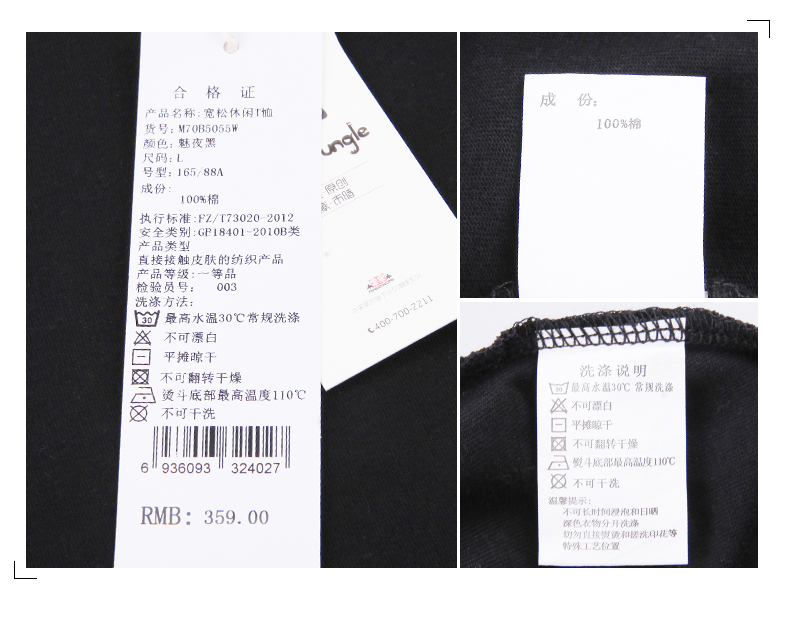 合 格 证
产品名称:宽松休闲T恤
货号:M70B5055W
颜色:魅夜黑
尺码:L
号型:165/88A
成份:
100%棉
执行标准:FZ/T73020-2012
安全类别:GB18401-2010B类
产品类型
直接接触皮肤的纺织产品
产品等级:一等品
检验员号: 003
洗涤方法:
30 最高水温30℃常规洗涤
不可漂白
平摊晾干
不可翻转干燥
熨斗底部最高温度110℃
不可干洗
6 936093 324027
RMB: 359.00
ungle
原创
400-700-2211
成 份:
100%棉
洗涤说明
30 最高水温30℃ 常规洗涤
不可漂白
平摊晾干
不可翻转干燥
熨斗底部最高温度110℃
不可干洗
温馨提示:
不可长时间浸泡和日晒
深色衣物分开洗涤
切勿直接熨烫和搓洗印花等
特殊工艺位置